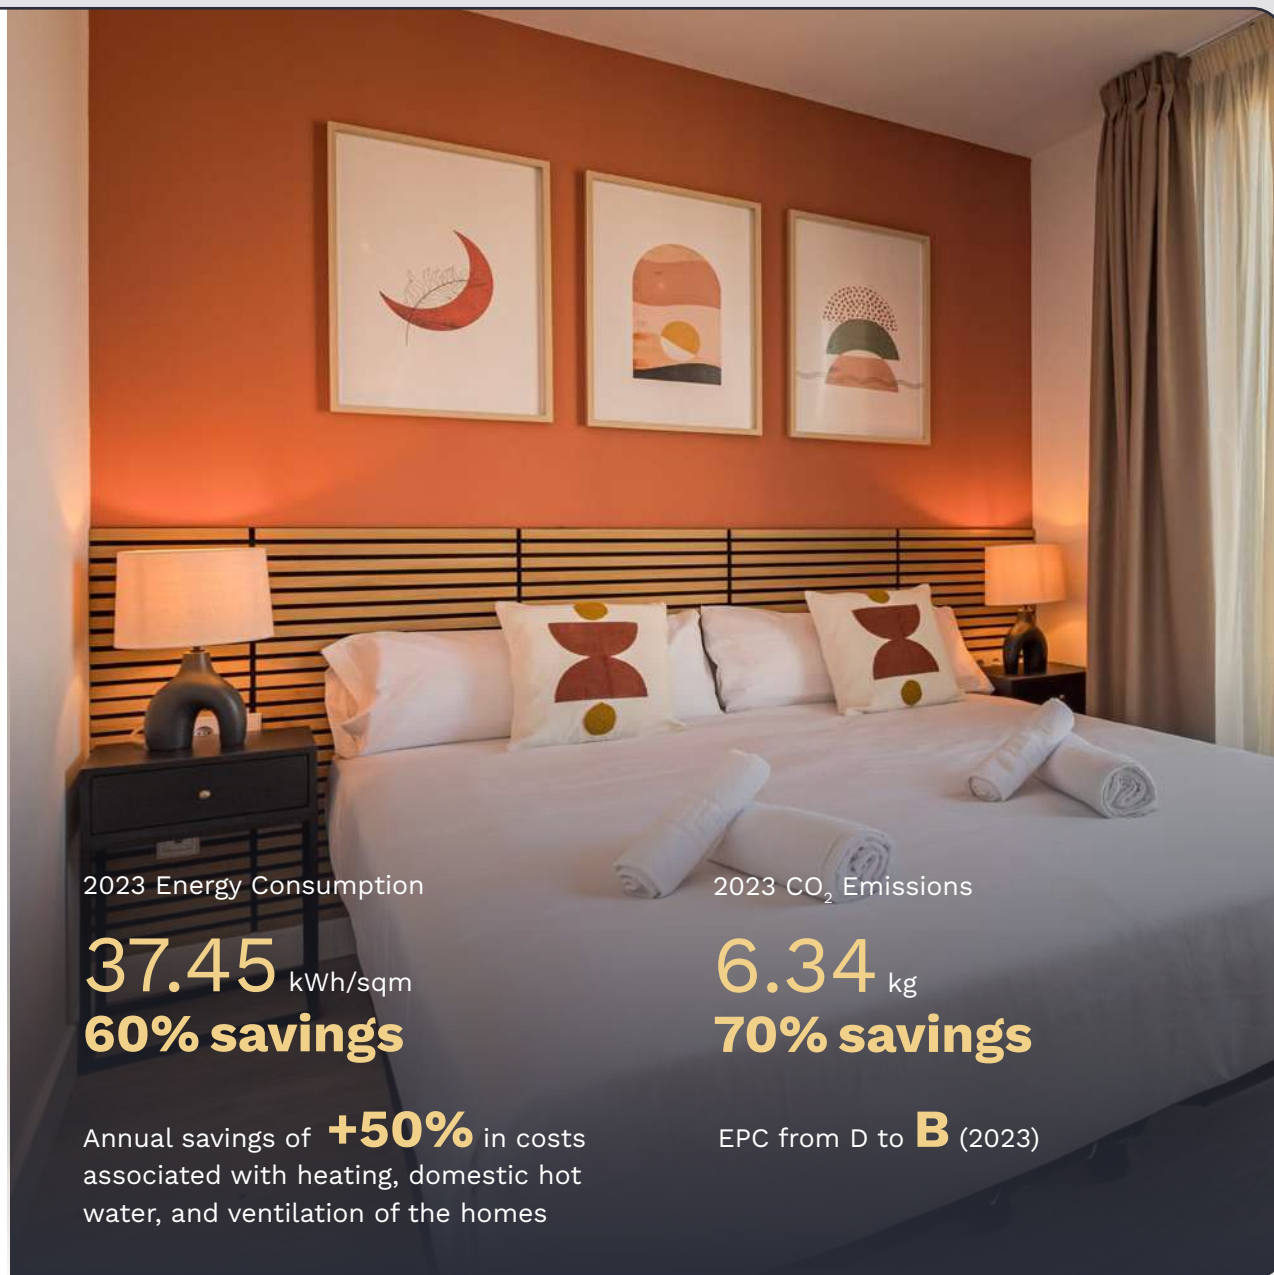 2023 Energy Consumption
37.45 kWh/sqm
60% savings
Annual savings of +50% in costs
associated with heating, domestic hot
water, and ventilation of the homes
2023 CO₂ Emissions
6.34 kg
70% savings
EPC from D to B (2023)